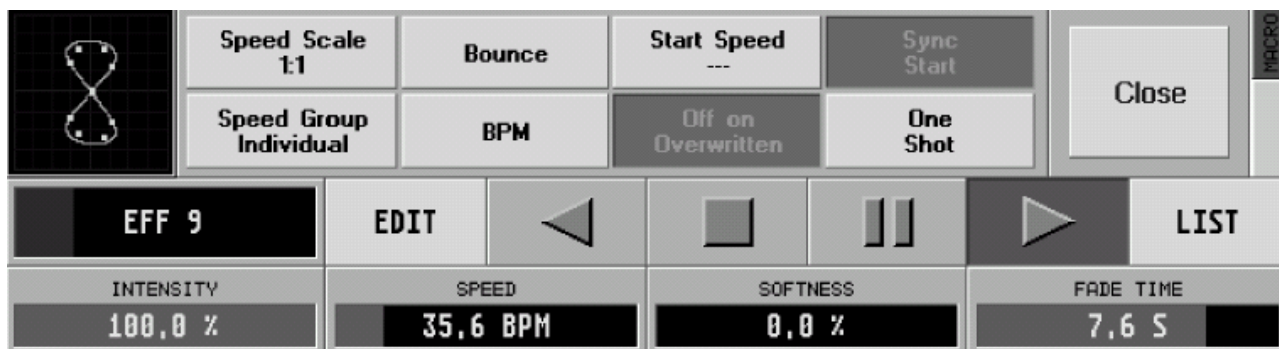 Speed Scale
1:1
Bounce
Start Speed
---
Sync
Start
Close
MACRO
Speed Group
Individual
BPM
Off on
Overwritten
One
Shot
EFF 9
EDIT
LIST
INTENSITY
SPEED
SOFTNESS
FADE TIME
100,0 %
35,6 BPM
0,0 %
7,6 S